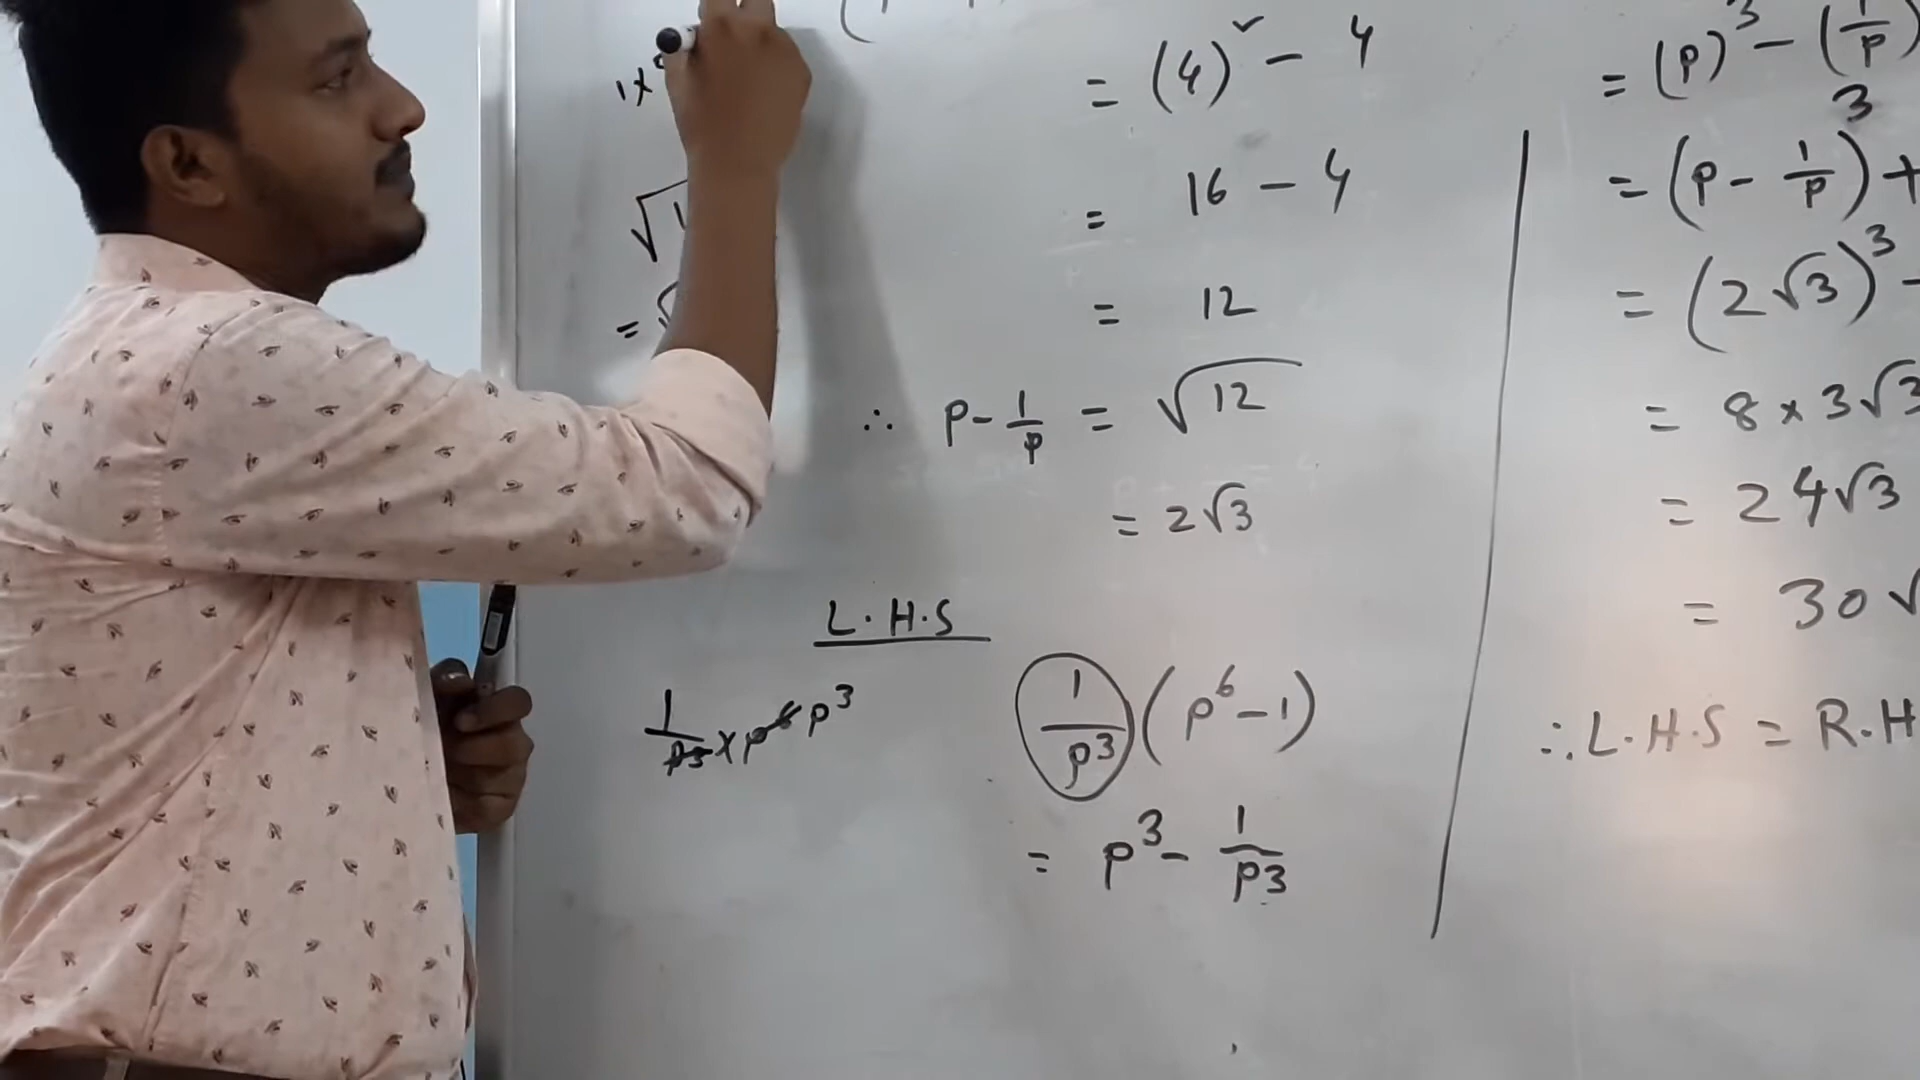 = (4)² - 4
= 16 - 4
= 12
∴ p - 1/p = √12
= 2√3
L.H.S
1/p3 x p6 p³
1/p³ (p⁶ - 1)
= p³ - 1/p3
= (p)³ - (1/p)
3
= (p - 1/p) +
= (2√3)³ -
= 8 x 3√3
= 24√3
= 30√
∴ L.H.S = R.H